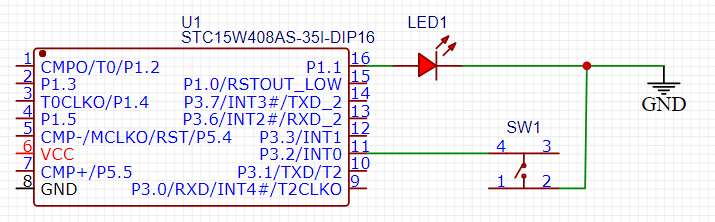 U1
STC15W408AS-35I-DIP16
LED1
1 CMPO/T0/P1.2 P1.1 16
2 P1.3 P1.0/RSTOUT_LOW 15
3 T0CLKO/P1.4 P3.7/INT3#/TXD_2 14
4 P1.5 P3.6/INT2#/RXD_2 13
5 CMP-/MCLKO/RST/P5.4 P3.3/INT1 12
6 VCC P3.2/INT0 11
7 CMP+/P5.5 P3.1/TXD/T2 10
8 GND P3.0/RXD/INT4#/T2CLKO 9
GND
SW1
4 3
1 2